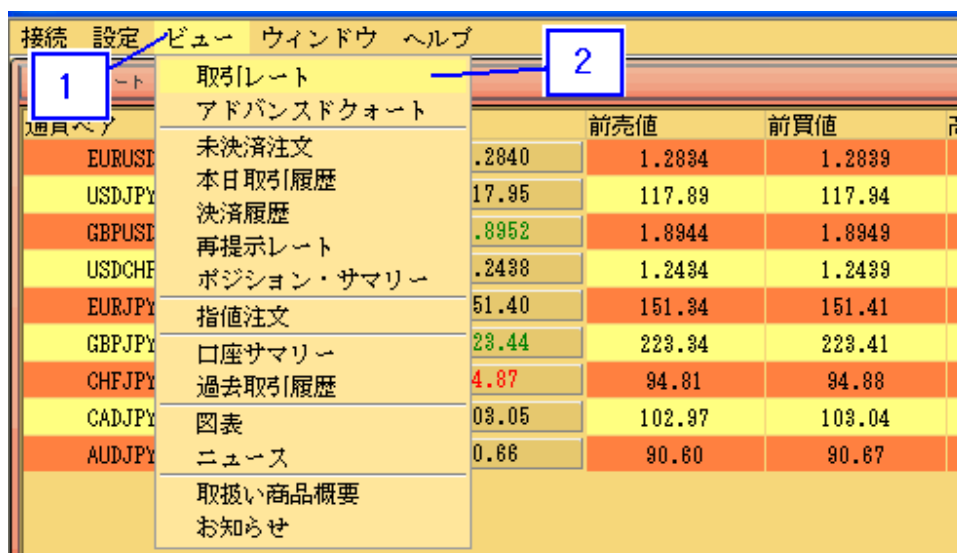 接続 設定 ビュー ウィンドウ ヘルプ
1
2
ート
取引レート
アドバンスドクォート
未決済注文
本日取引履歴
決済履歴
再提示レート
ポジション・サマリー
指値注文
口座サマリー
過去取引履歴
図表
ニュース
取扱い商品概要
お知らせ
通貨ペア 前売値 前買値
EURUSD .2840 1.2834 1.2839
USDJPY 17.95 117.89 117.94
GBPUSD .8952 1.8944 1.8949
USDCHF .2438 1.2434 1.2439
EURJPY 51.40 151.34 151.41
GBPJPY 23.44 223.34 223.41
CHFJPY 4.87 94.81 94.88
CADJPY 03.05 102.97 103.04
AUDJPY 0.66 90.60 90.67